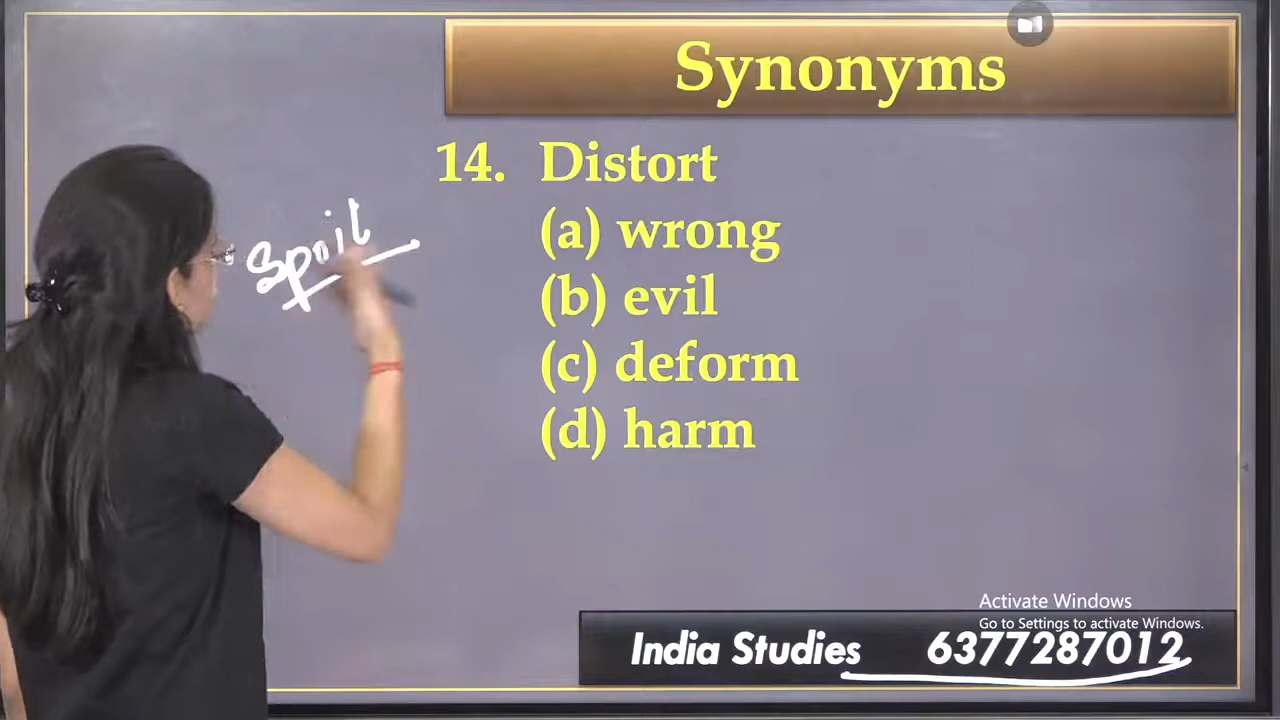 Synonyms
14. Distort
Spoil
(a) wrong
(b) evil
(c) deform
(d) harm
Activate Windows
Go to Settings to activate Windows.
India Studies 6377287012